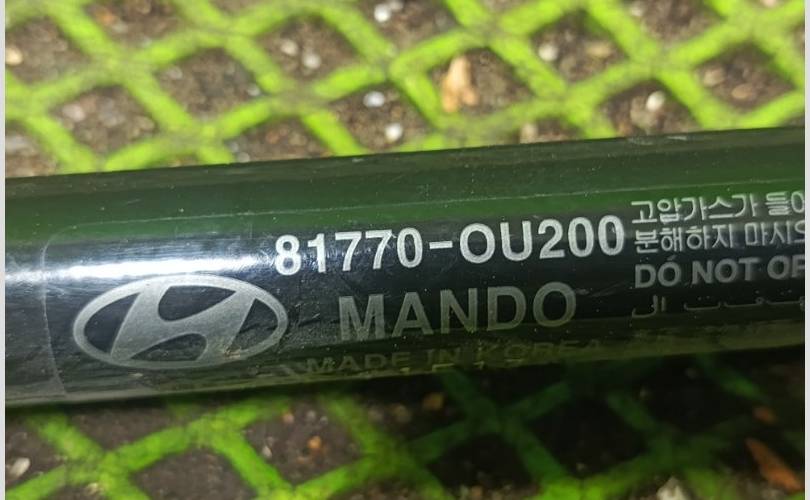 81770-0U200
MANDO
MADE IN KOREA
고압가스가 들어
분해하지 마시오
DO NOT OP